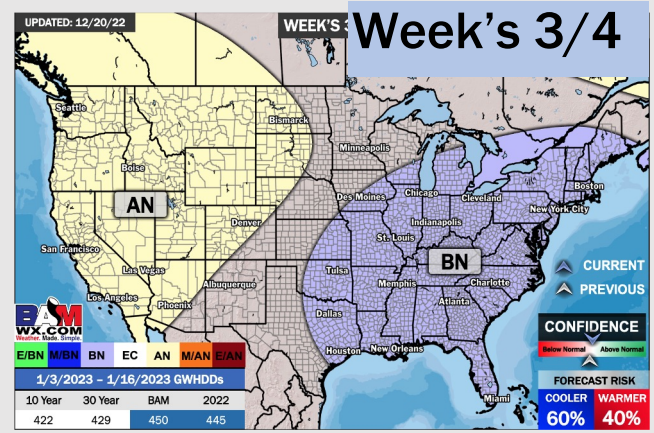 UPDATED: 12/20/22
WEEK'S 3
Week's 3/4
Seattle
Bismarck
Minneapolis
Boise
AN
Des Moines
Chicago
Cleveland
Boston
New York City
Denver
Indianapolis
St. Louis
San Francisco
Las Vegas
BN
CURRENT
Tulsa
Memphis
Charlotte
PREVIOUS
Albuquerque
Los Angeles
Phoenix
Atlanta
Dallas
BAM
WX.COM
Weather. Made. Simple.
CONFIDENCE
Below Normal
Above Normal
Houston
New Orleans
E/BN M/BN BN EC AN M/AN E/AN
1/3/2023 – 1/16/2023 GWHDDs
FORECAST RISK
10 Year 30 Year BAM 2022
COOLER WARMER
Miami
422 429 450 445
60% 40%